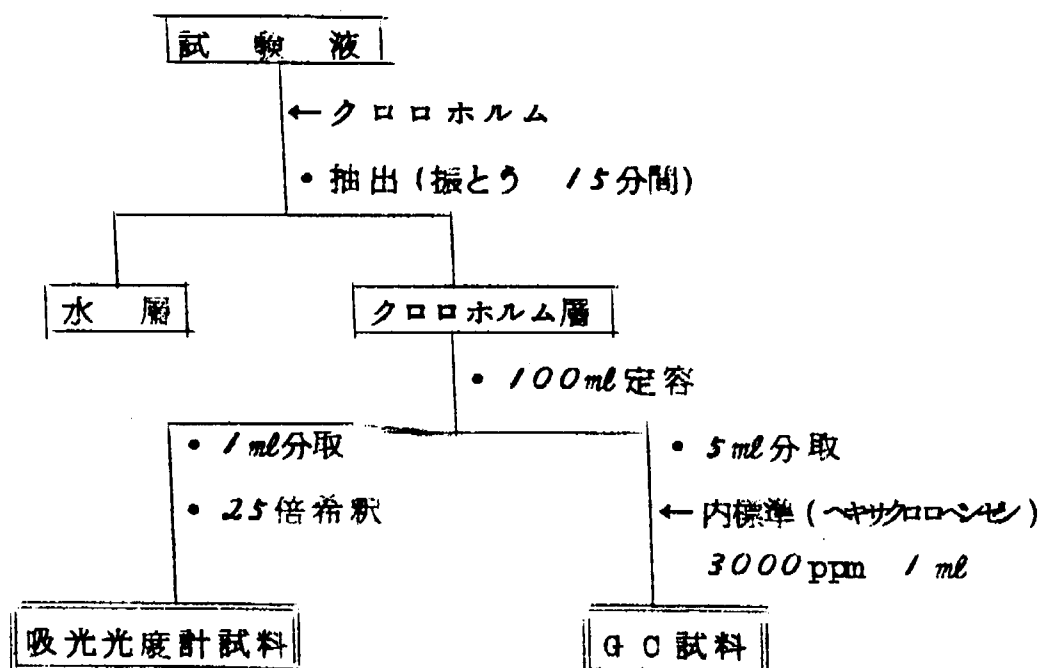 試験液
←クロロホルム
・抽出(振とう 15分間)
水層
クロロホルム層
・100ml定容
・1ml分取
・25倍希釈
・5ml分取
←内標準(ヘキサクロロベンゼン)
3000ppm 1ml
吸光光度計試料
GC試料